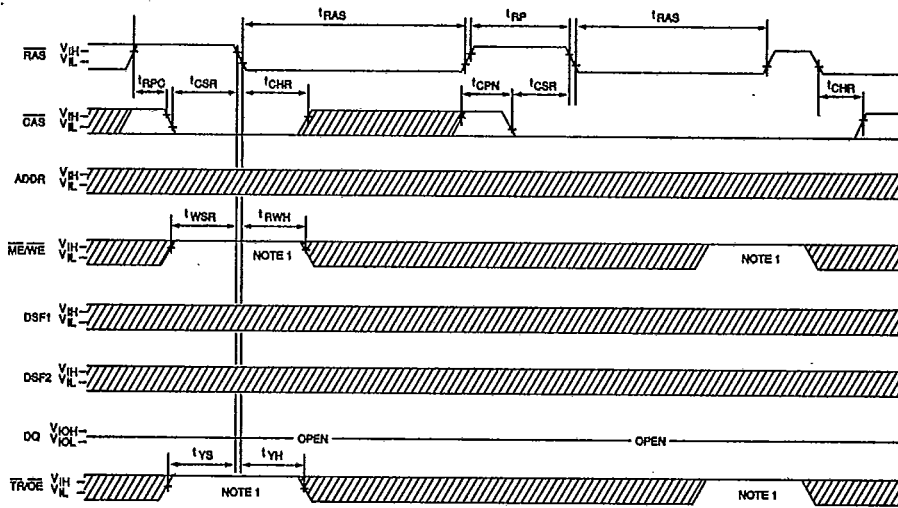 tRAS tRP tRAS
RAS VIH VIL
tRPC tCSR tCHR tCPN tCSR tCHR
CAS VIH VIL
ADDR VIH VIL
tWSR tRWH
ME/WE VIH VIL NOTE 1 NOTE 1
DSF1 VIH VIL
DSF2 VIH VIL
DQ VIOH VIOL OPEN OPEN
tYS tYH
TR/OE VIH VIL NOTE 1 NOTE 1